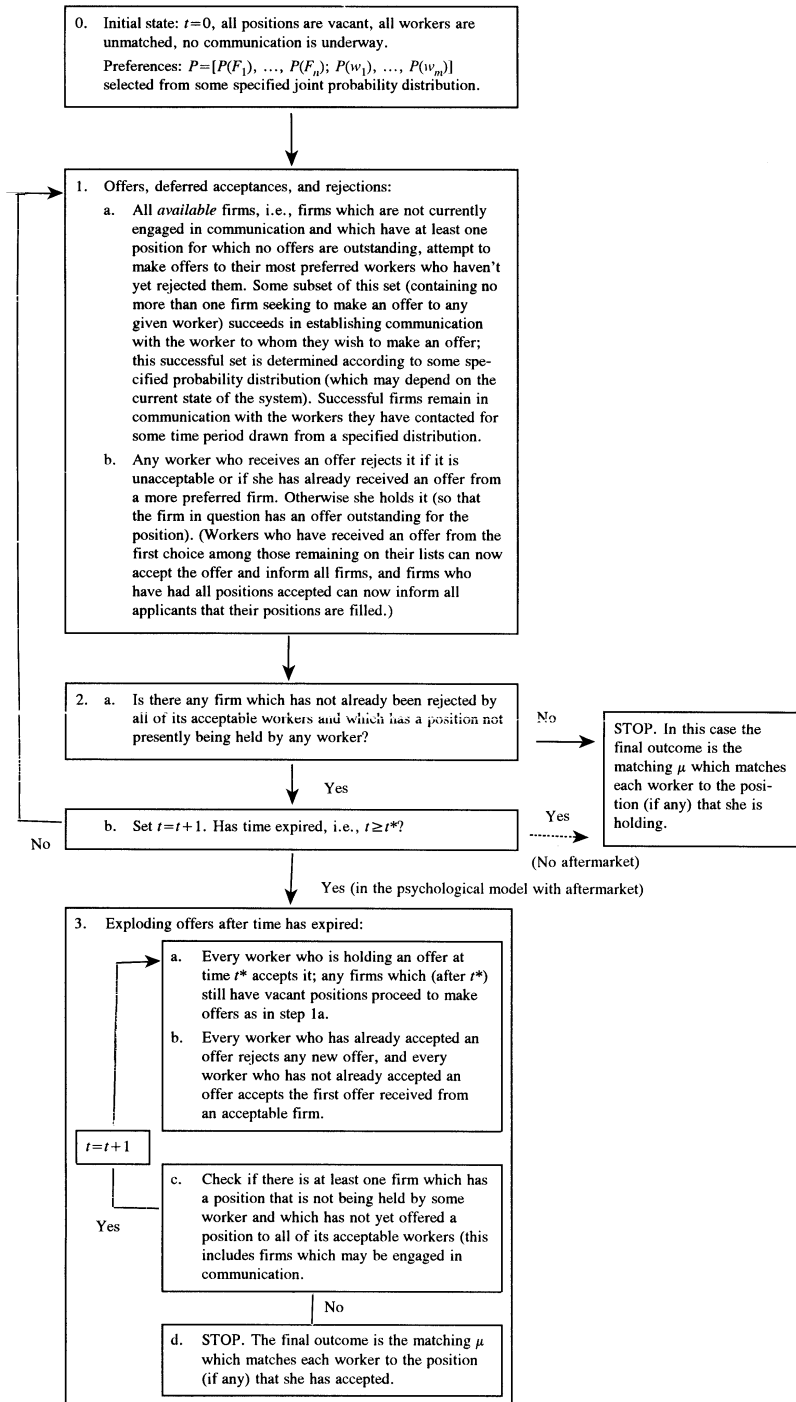 0. Initial state: t=0, all positions are vacant, all workers are
unmatched, no communication is underway.
Preferences: P=[P(F₁), ..., P(Fₙ); P(w₁), ..., P(wₘ)]
selected from some specified joint probability distribution.
1. Offers, deferred acceptances, and rejections:
a. All available firms, i.e., firms which are not currently
engaged in communication and which have at least one
position for which no offers are outstanding, attempt to
make offers to their most preferred workers who haven't
yet rejected them. Some subset of this set (containing no
more than one firm seeking to make an offer to any
given worker) succeeds in establishing communication
with the worker to whom they wish to make an offer;
this successful set is determined according to some spe-
cified probability distribution (which may depend on the
current state of the system). Successful firms remain in
communication with the workers they have contacted for
some time period drawn from a specified distribution.
b. Any worker who receives an offer rejects it if it is
unacceptable or if she has already received an offer from
a more preferred firm. Otherwise she holds it (so that
the firm in question has an offer outstanding for the
position). (Workers who have received an offer from the
first choice among those remaining on their lists can now
accept the offer and inform all firms, and firms who
have had all positions accepted can now inform all
applicants that their positions are filled.)
2. a. Is there any firm which has not already been rejected by
all of its acceptable workers and which has a position not
presently being held by any worker?
No
STOP. In this case the
final outcome is the
matching μ which matches
each worker to the posi-
tion (if any) that she is
holding.
Yes
b. Set t=t+1. Has time expired, i.e., t≥t*?
Yes
No
(No aftermarket)
Yes (in the psychological model with aftermarket)
3. Exploding offers after time has expired:
a. Every worker who is holding an offer at
time t* accepts it; any firms which (after t*)
still have vacant positions proceed to make
offers as in step 1a.
b. Every worker who has already accepted an
offer rejects any new offer, and every
worker who has not already accepted an
offer accepts the first offer received from
an acceptable firm.
t=t+1
c. Check if there is at least one firm which has
a position that is not being held by some
worker and which has not yet offered a
position to all of its acceptable workers (this
includes firms which may be engaged in
communication.
Yes
No
d. STOP. The final outcome is the matching μ
which matches each worker to the position
(if any) that she has accepted.